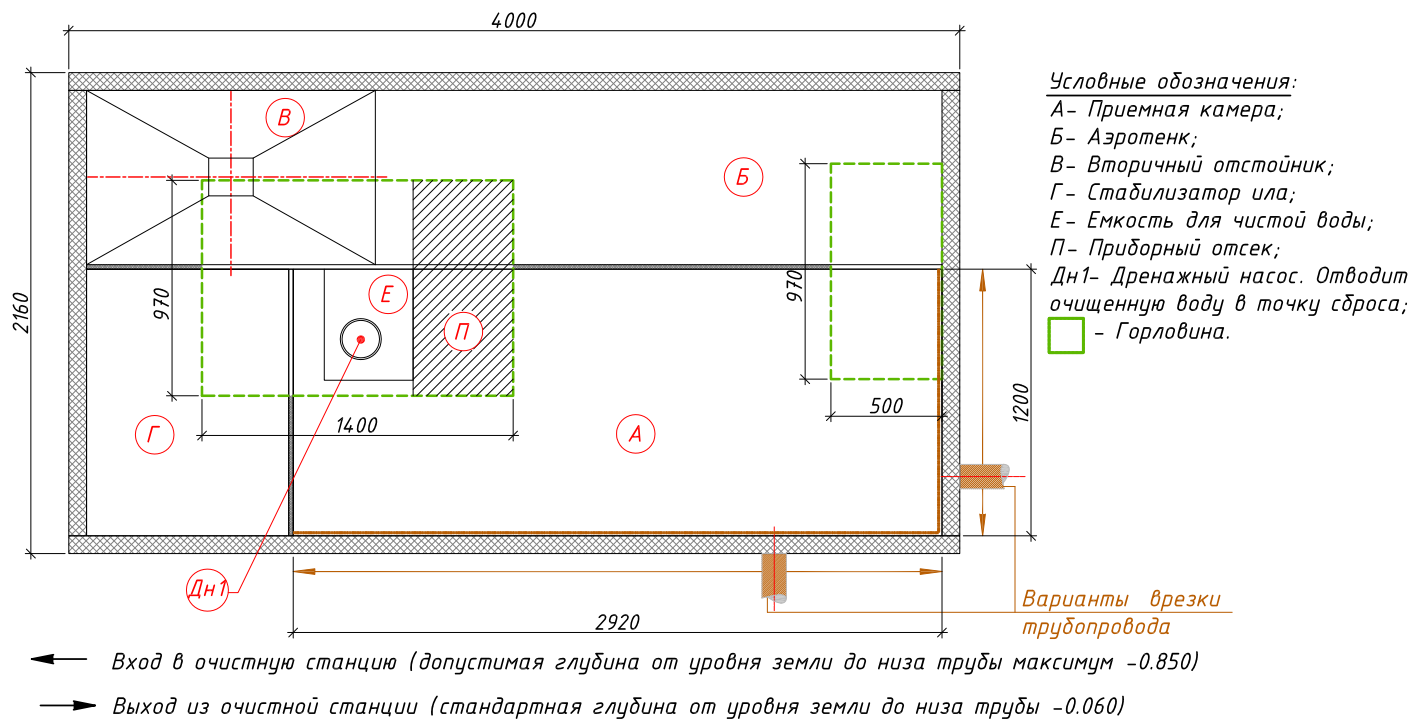 4000
Условные обозначения:
А- Приемная камера;
Б- Аэротенк;
В- Вторичный отстойник;
Г- Стабилизатор ила;
Е- Емкость для чистой воды;
П- Приборный отсек;
Дн1- Дренажный насос. Отводит
очищенную воду в точку сброса;
- Горловина.
В
Б
2160
970
Е
П
970
1200
500
1400
Г
А
Дн1
2920
Варианты врезки
трубопровода
Вход в очистную станцию (допустимая глубина от уровня земли до низа трубы максимум -0.850)
Выход из очистной станции (стандартная глубина от уровня земли до низа трубы -0.060)